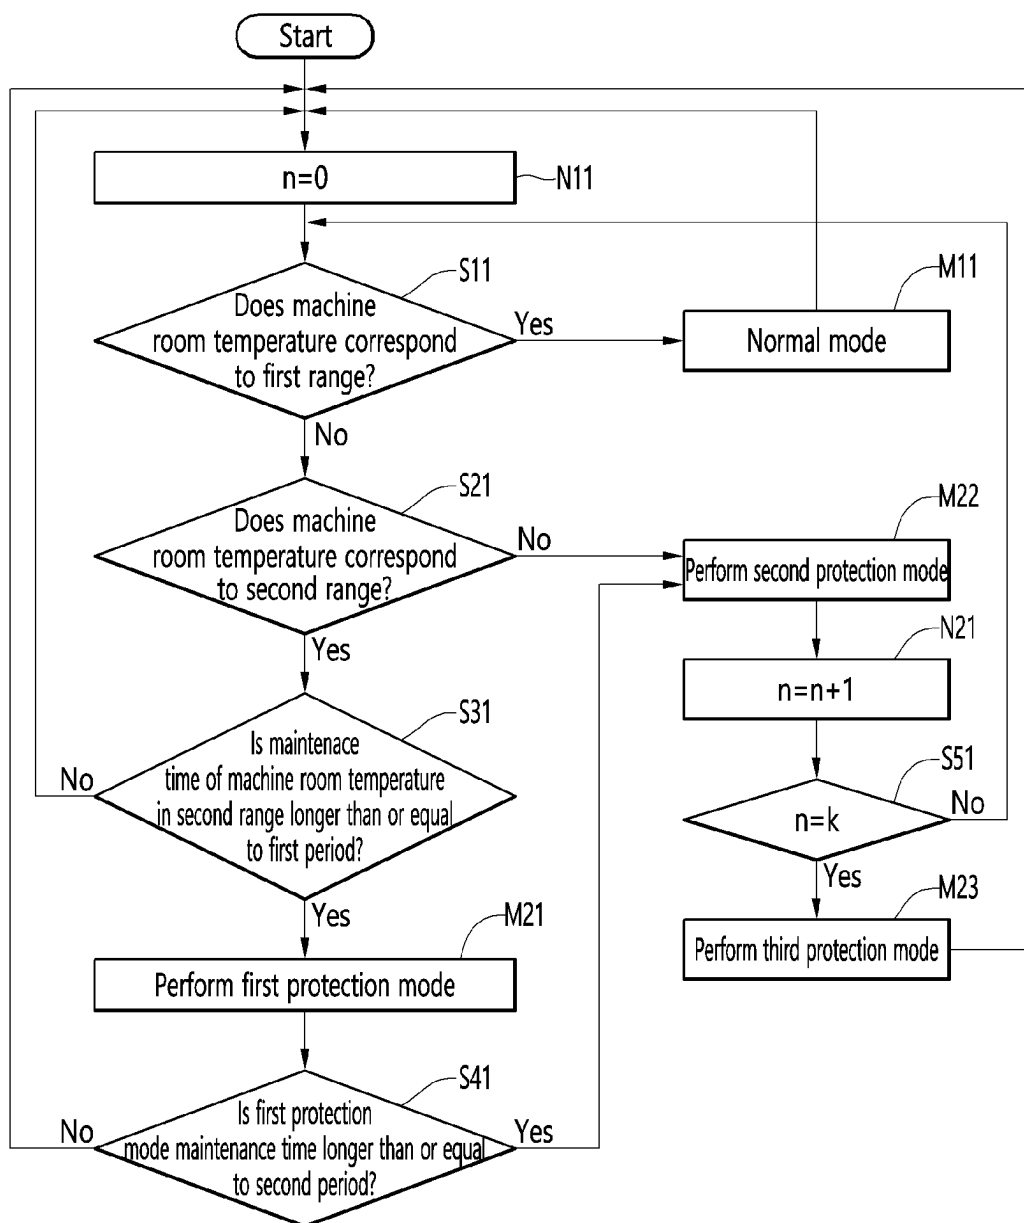 Start
n=0
N11
S11
Does machine
room temperature correspond
to first range?
Yes
M11
Normal mode
No
S21
Does machine
room temperature correspond
to second range?
No
M22
Perform second protection mode
Yes
N21
n=n+1
S31
Is maintenace
time of machine room temperature
in second range longer than or equal
to first period?
No
S51
n=k
No
Yes
Yes
M21
Perform first protection mode
M23
Perform third protection mode
S41
Is first protection
mode maintenance time longer than or equal
to second period?
No
Yes